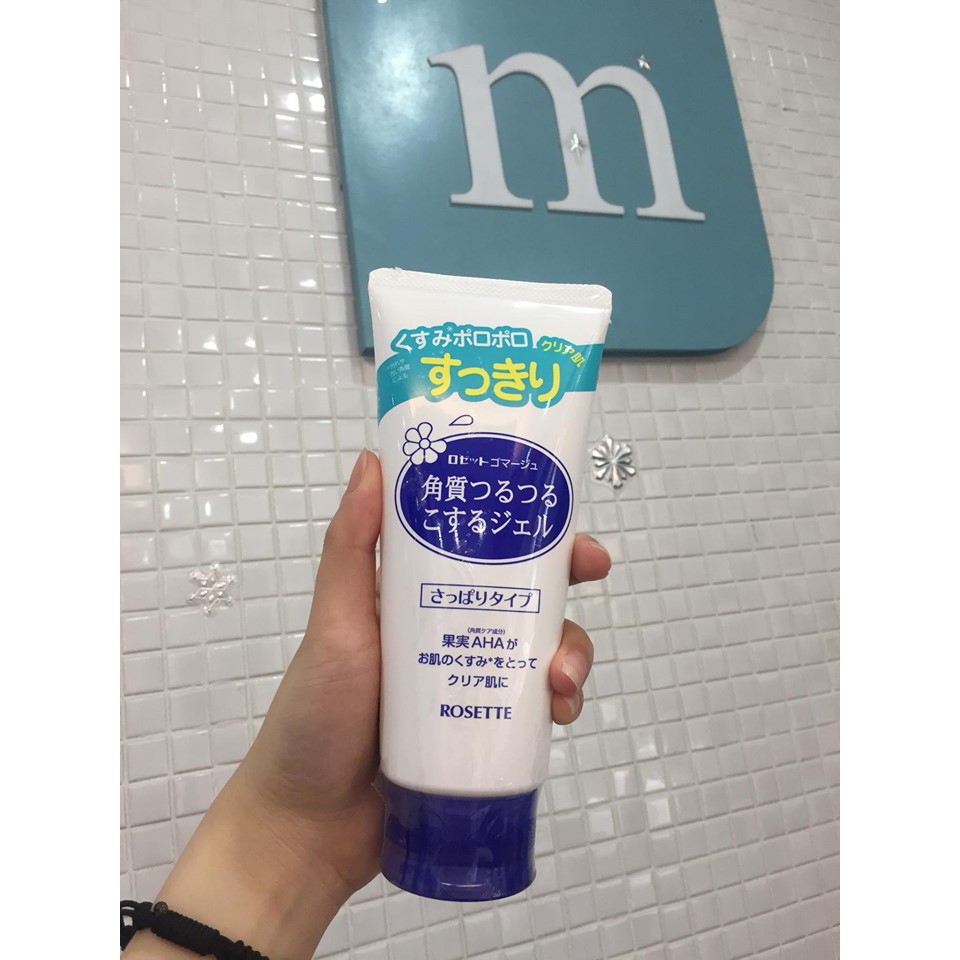 m
くすみ*ポロポロ
クリア肌
すっきり
ロゼットゴマージュ
角質つるつる
こするジェル
さっぱりタイプ
(角質ケア成分)
果実AHAが
お肌のくすみ*をとって
クリア肌に
ROSETTE